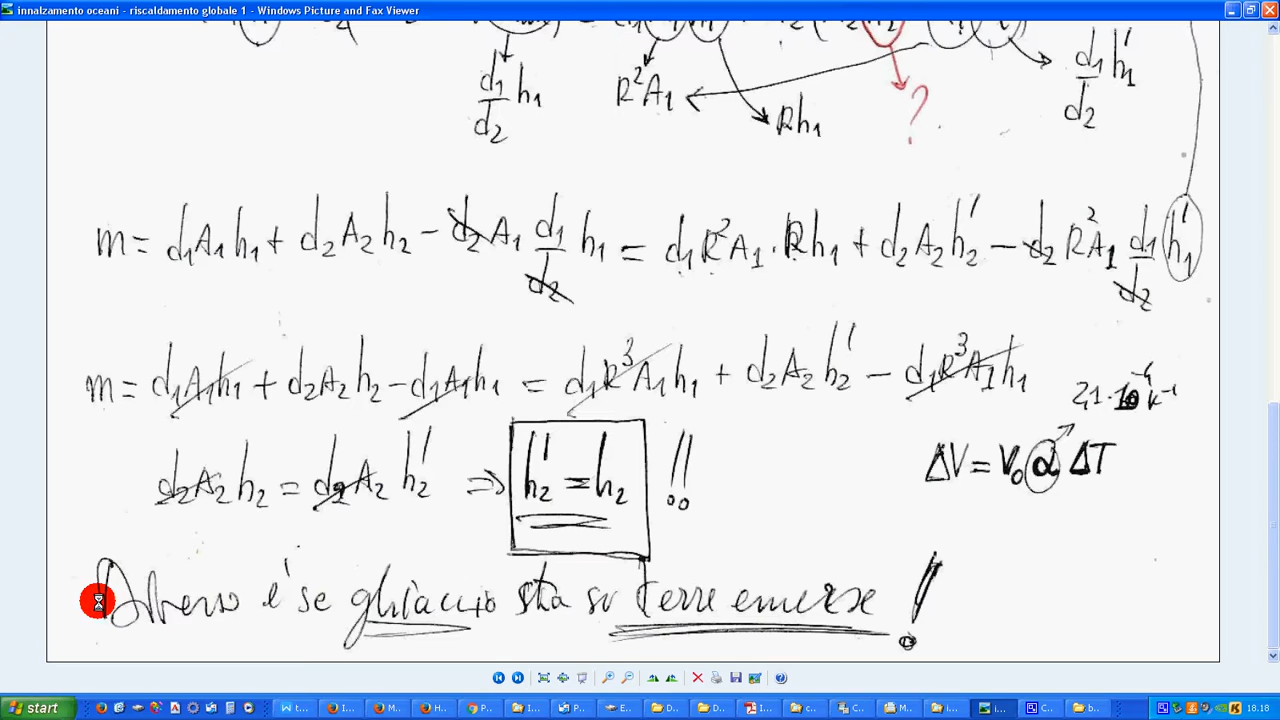 innalzamento oceani - riscaldamento globale 1 - Windows Picture and Fax Viewer
d₁/d₂ h₁ R²A₁ Rh₁ ? d₁/d₂ h₁'
m = d₁A₁h₁ + d₂A₂h₂ - d₂A₁ d₁/d₂ h₁ = d₁R²A₁·Rh₁ + d₂A₂h₂' - d₂R²A₁ d₁/d₂ h₁'
m = d₁A₁h₁ + d₂A₂h₂ - d₁A₁h₁ = d₁R³A₁h₁ + d₂A₂h₂' - d₁R³A₁h₁
2,1·10⁻⁴ K⁻¹
d₂A₂h₂ = d₂A₂h₂' ⇒ h₂' = h₂ !!
ΔV = V₀ α ΔT
Diverso è se ghiaccio sta su terre emerse !
start W t... I... M... H... P... I... P... E... D... D... I... c... C... M... i... i... C... b... 18.18